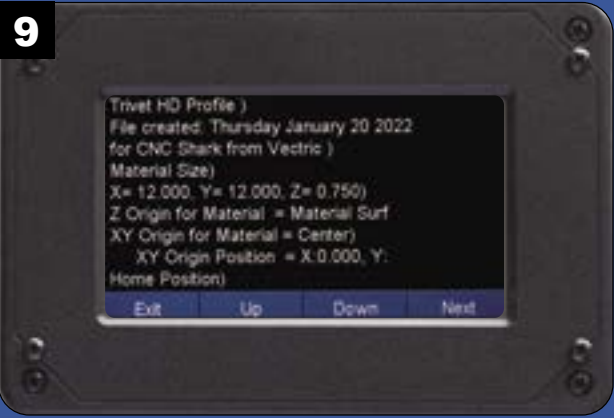 9
Trivet HD Profile )
File created: Thursday January 20 2022
for CNC Shark from Vectric )
Material Size)
X= 12.000, Y= 12.000, Z= 0.750)
Z Origin for Material = Material Surf
XY Origin for Material = Center)
XY Origin Position = X:0.000, Y:
Home Position)
Exit Up Down Next